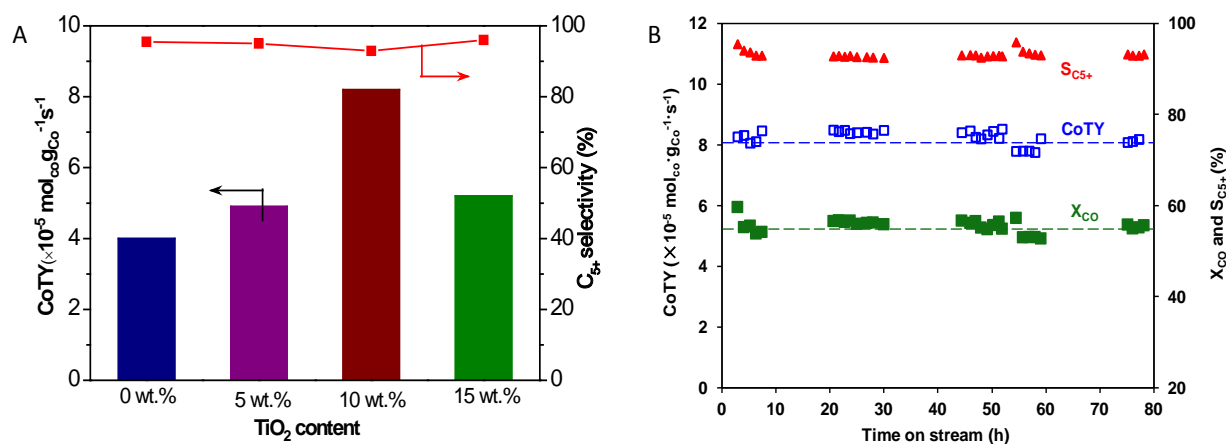 A
10
8
6
4
2
0
CoTY(×10⁻⁵ mol_co g_Co⁻¹s⁻¹
100
80
60
40
20
0
C₅₊ selectivity (%)
0 wt.% 5 wt.% 10 wt.% 15 wt.%
TiO₂ content
B
12
10
8
6
4
2
0
CoTY (×10⁻⁵ mol_co·g_Co⁻¹·s⁻¹)
S_C5+
CoTY
X_CO
100
80
60
40
20
X_CO and S_C5+(%)
0 10 20 30 40 50 60 70 80
Time on stream (h)